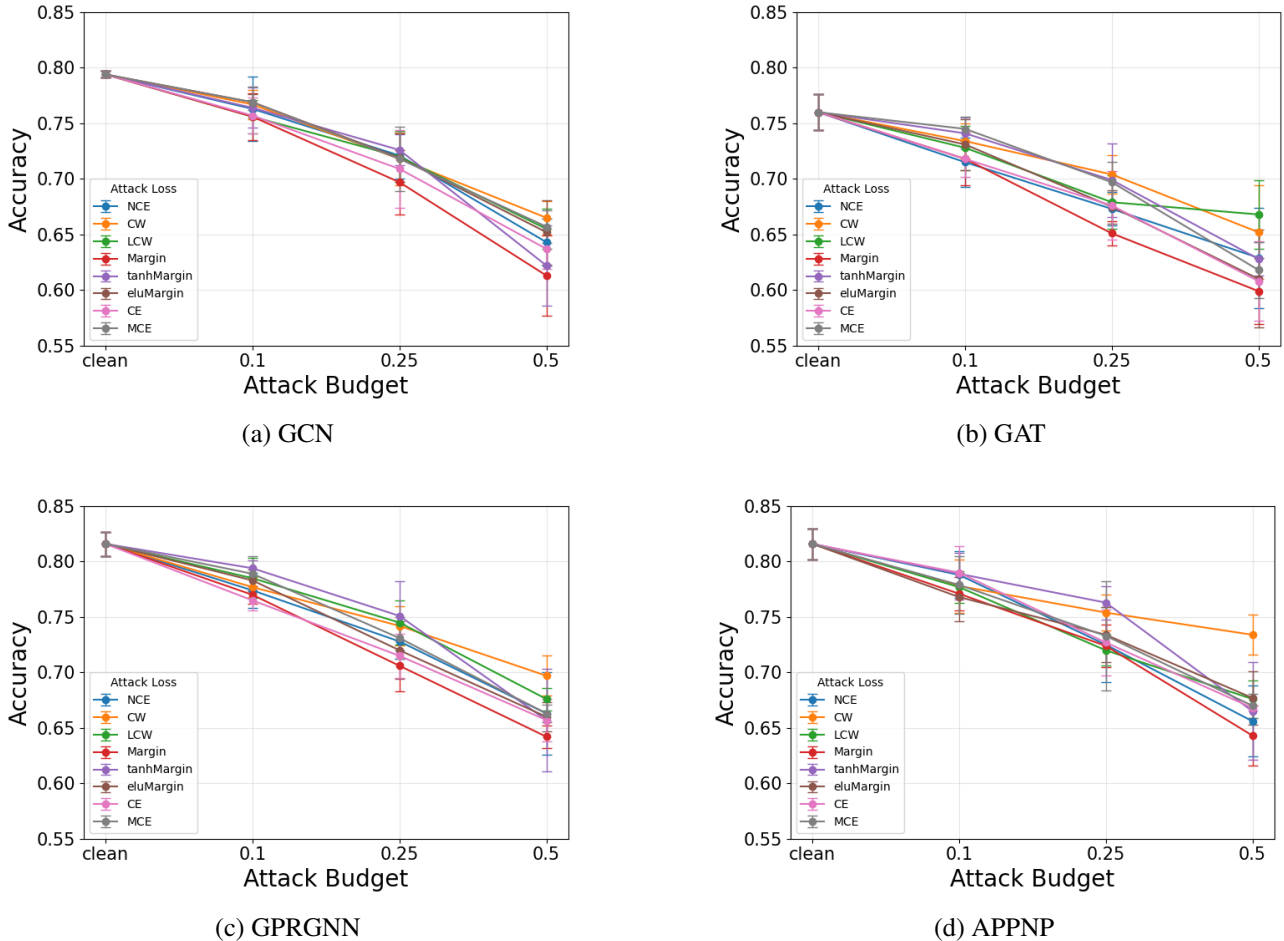 0.85
0.80
0.75
0.70
0.65
0.60
0.55
Accuracy
Attack Loss
NCE
CW
LCW
Margin
tanhMargin
eluMargin
CE
MCE
clean
0.1
0.25
0.5
Attack Budget
(a) GCN
0.85
0.80
0.75
0.70
0.65
0.60
0.55
Accuracy
Attack Loss
NCE
CW
LCW
Margin
tanhMargin
eluMargin
CE
MCE
clean
0.1
0.25
0.5
Attack Budget
(b) GAT
0.85
0.80
0.75
0.70
0.65
0.60
0.55
Accuracy
Attack Loss
NCE
CW
LCW
Margin
tanhMargin
eluMargin
CE
MCE
clean
0.1
0.25
0.5
Attack Budget
(c) GPRGNN
0.85
0.80
0.75
0.70
0.65
0.60
0.55
Accuracy
Attack Loss
NCE
CW
LCW
Margin
tanhMargin
eluMargin
CE
MCE
clean
0.1
0.25
0.5
Attack Budget
(d) APPNP